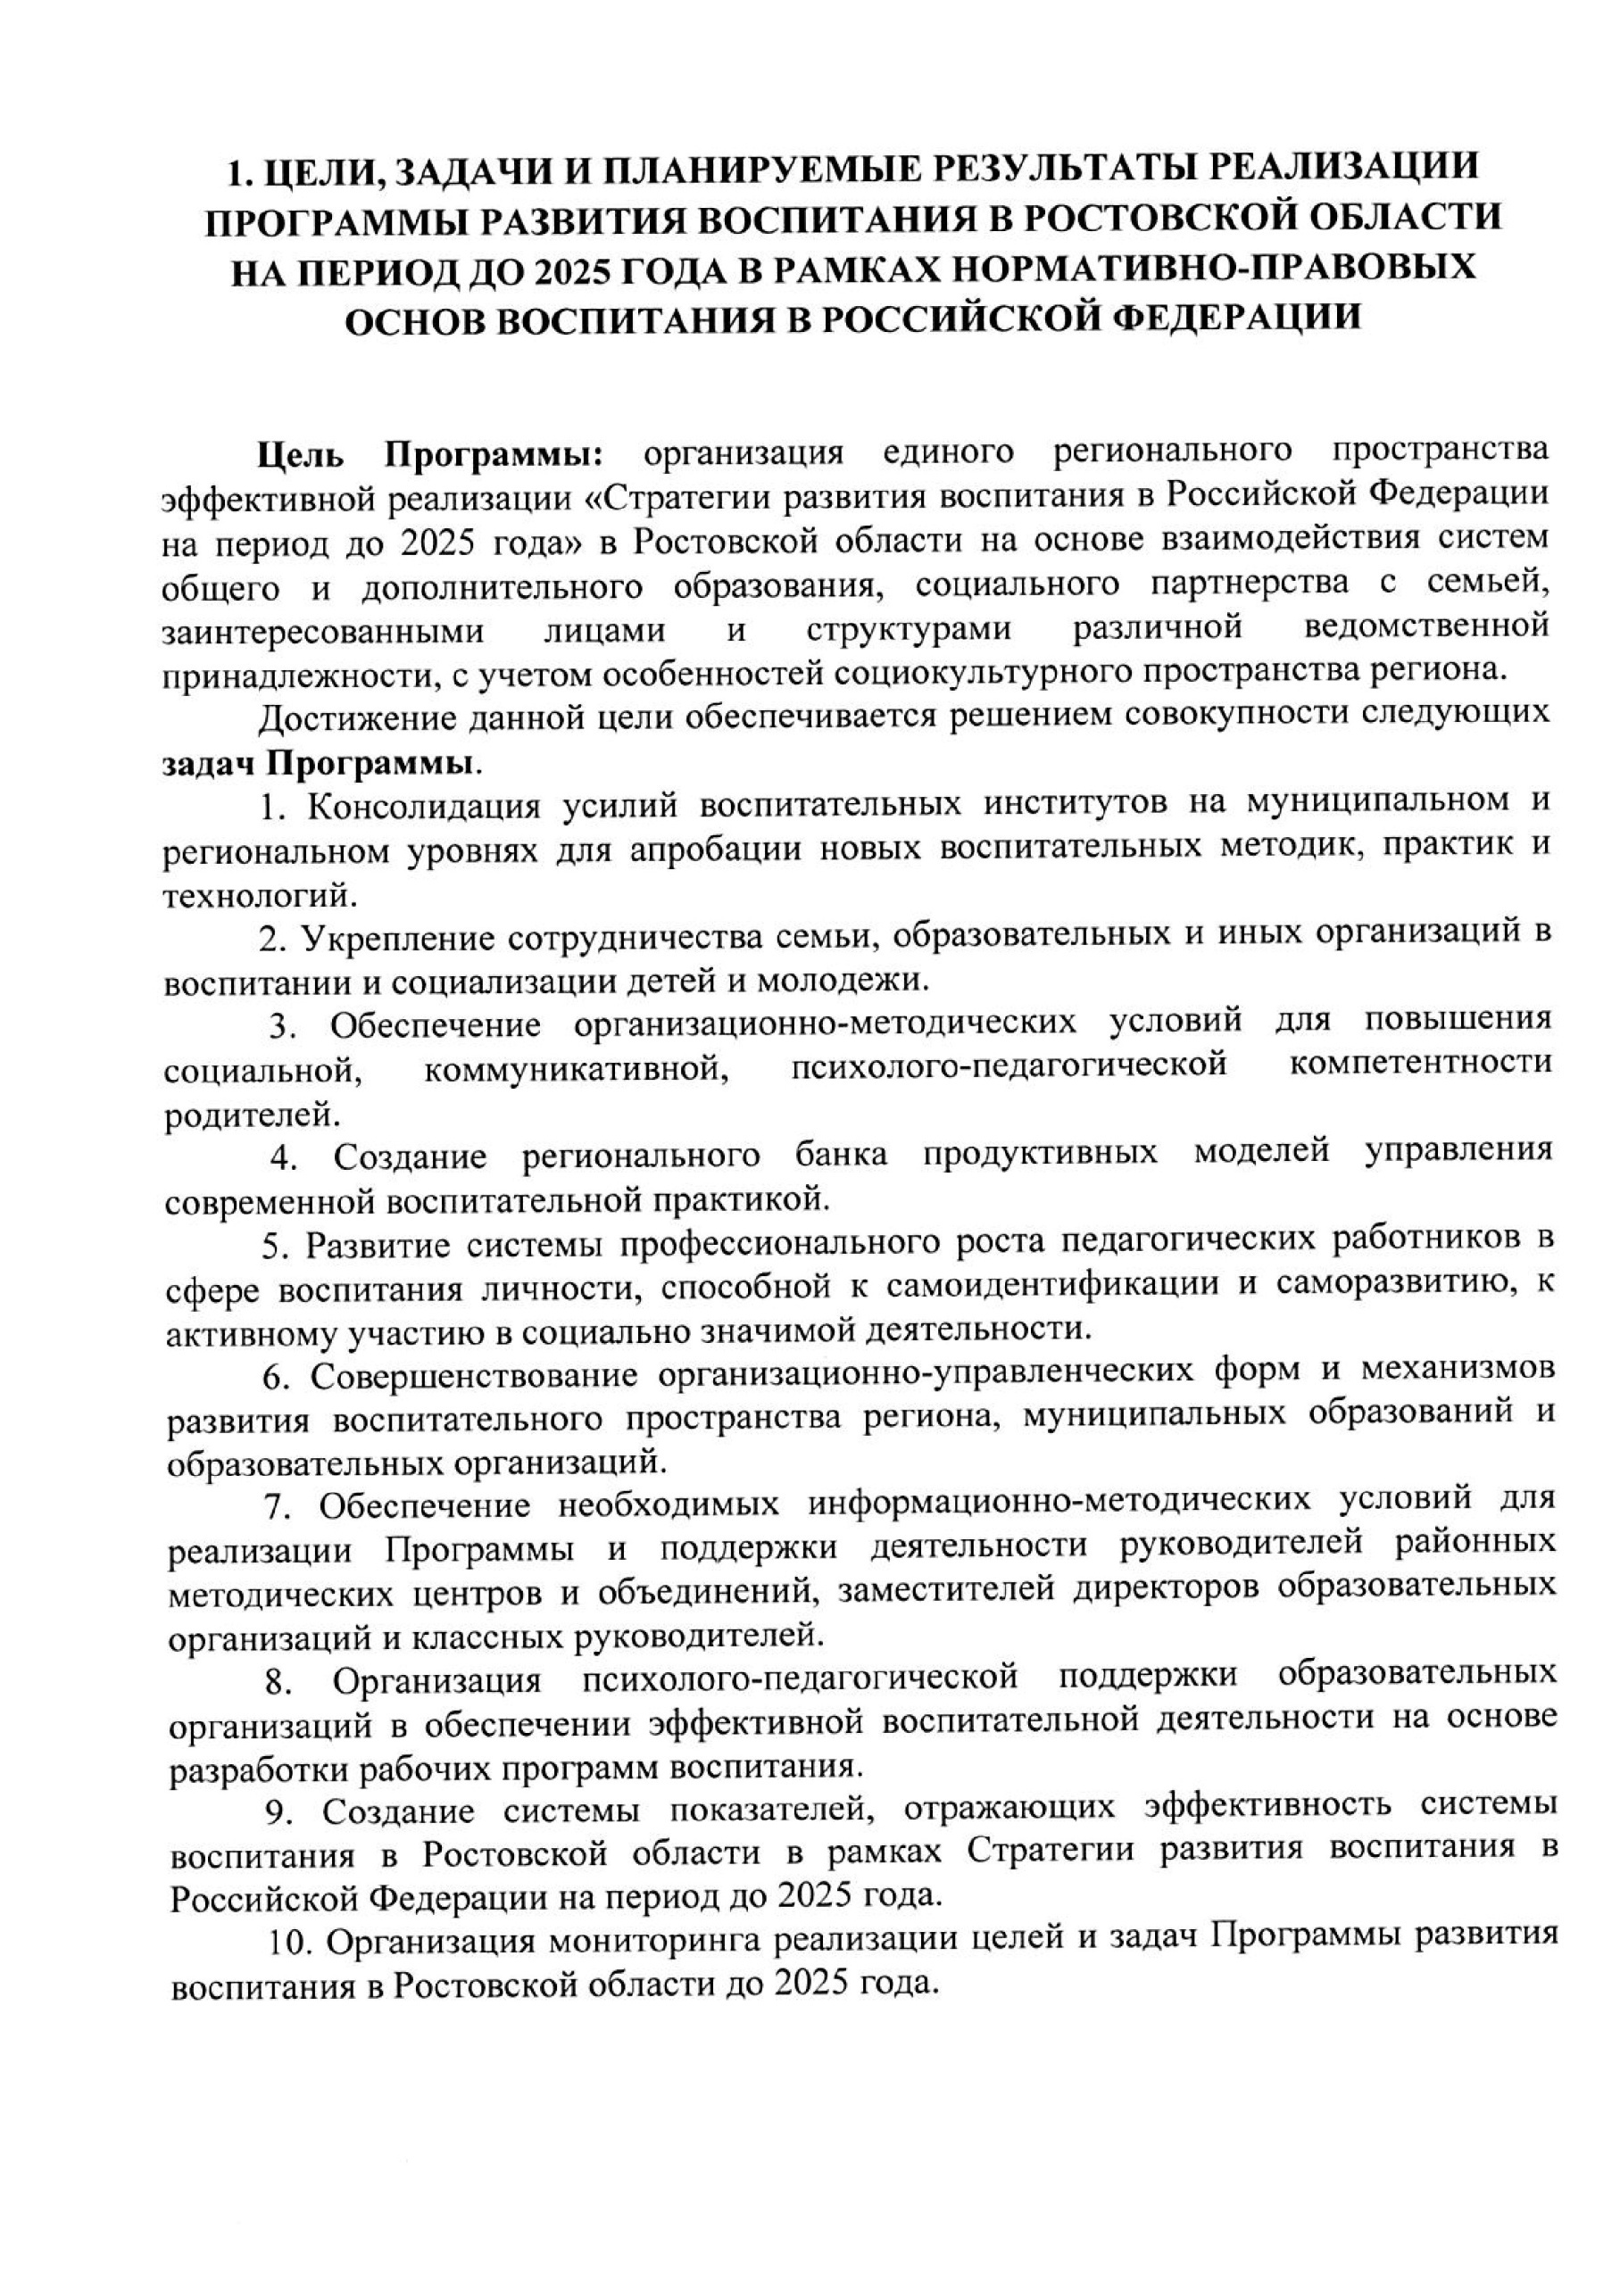 1. ЦЕЛИ, ЗАДАЧИ И ПЛАНИРУЕМЫЕ РЕЗУЛЬТАТЫ РЕАЛИЗАЦИИ
ПРОГРАММЫ РАЗВИТИЯ ВОСПИТАНИЯ В РОСТОВСКОЙ ОБЛАСТИ
НА ПЕРИОД ДО 2025 ГОДА В РАМКАХ НОРМАТИВНО-ПРАВОВЫХ
ОСНОВ ВОСПИТАНИЯ В РОССИЙСКОЙ ФЕДЕРАЦИИ
Цель Программы: организация единого регионального пространства
эффективной реализации «Стратегии развития воспитания в Российской Федерации
на период до 2025 года» в Ростовской области на основе взаимодействия систем
общего и дополнительного образования, социального партнерства с семьей,
заинтересованными лицами и структурами различной ведомственной
принадлежности, с учетом особенностей социокультурного пространства региона.
Достижение данной цели обеспечивается решением совокупности следующих
задач Программы.
1. Консолидация усилий воспитательных институтов на муниципальном и
региональном уровнях для апробации новых воспитательных методик, практик и
технологий.
2. Укрепление сотрудничества семьи, образовательных и иных организаций в
воспитании и социализации детей и молодежи.
3. Обеспечение организационно-методических условий для повышения
социальной, коммуникативной, психолого-педагогической компетентности
родителей.
4. Создание регионального банка продуктивных моделей управления
современной воспитательной практикой.
5. Развитие системы профессионального роста педагогических работников в
сфере воспитания личности, способной к самоидентификации и саморазвитию, к
активному участию в социально значимой деятельности.
6. Совершенствование организационно-управленческих форм и механизмов
развития воспитательного пространства региона, муниципальных образований и
образовательных организаций.
7. Обеспечение необходимых информационно-методических условий для
реализации Программы и поддержки деятельности руководителей районных
методических центров и объединений, заместителей директоров образовательных
организаций и классных руководителей.
8. Организация психолого-педагогической поддержки образовательных
организаций в обеспечении эффективной воспитательной деятельности на основе
разработки рабочих программ воспитания.
9. Создание системы показателей, отражающих эффективность системы
воспитания в Ростовской области в рамках Стратегии развития воспитания в
Российской Федерации на период до 2025 года.
10. Организация мониторинга реализации целей и задач Программы развития
воспитания в Ростовской области до 2025 года.